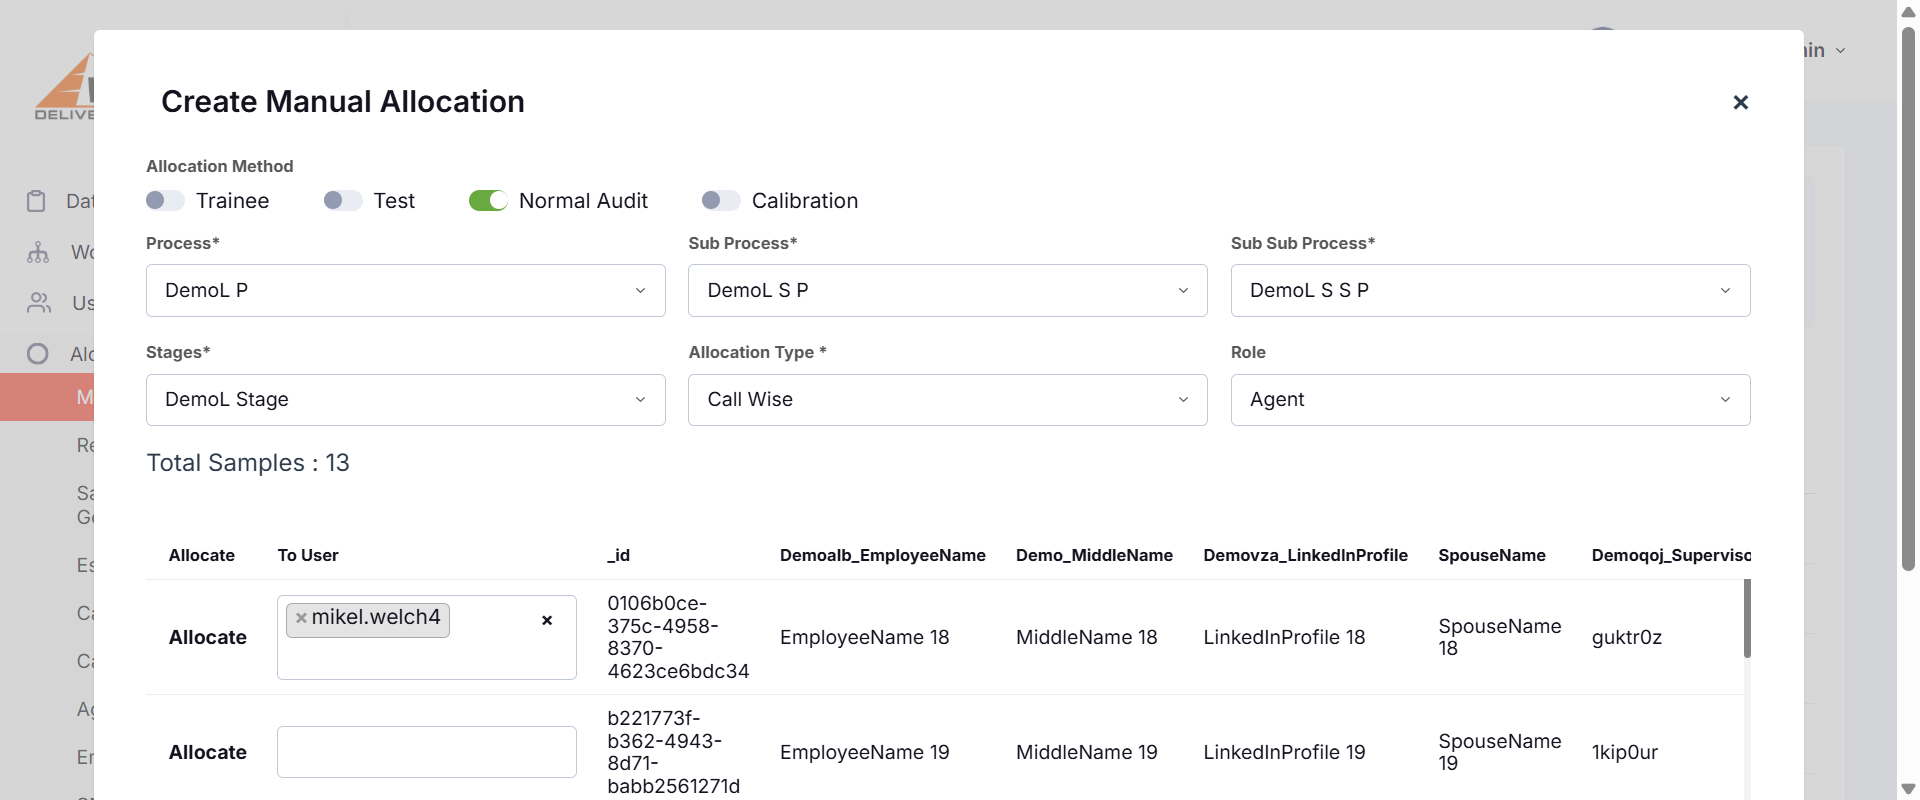 Create Manual Allocation
×
DELIVE
in
Allocation Method
Trainee Test Normal Audit Calibration
Process* Sub Process* Sub Sub Process*
DemoL P DemoL S P DemoL S S P
Stages* Allocation Type * Role
DemoL Stage Call Wise Agent
Total Samples : 13
Allocate To User _id Demoalb_EmployeeName Demo_MiddleName Demovza_LinkedInProfile SpouseName Demoqoj_Superviso
0106b0ce-
375c-4958-
8370-
4623ce6bdc34
Allocate ×mikel.welch4 × EmployeeName 18 MiddleName 18 LinkedInProfile 18 SpouseName
18 guktr0z
b221773f-
b362-4943-
8d71-
babb2561271d
Allocate EmployeeName 19 MiddleName 19 LinkedInProfile 19 SpouseName
19 1kip0ur
Dat
Wo
Us
Alo
M
Re
Sa
Ge
Es
Ca
Ca
Ag
Er